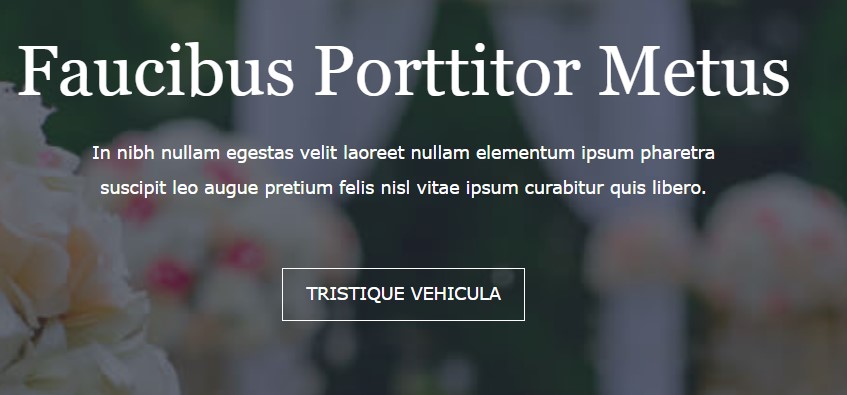 Faucibus Porttitor Metus
In nibh nullam egestas velit laoreet nullam elementum ipsum pharetra
suscipit leo augue pretium felis nisl vitae ipsum curabitur quis libero.
TRISTIQUE VEHICULA